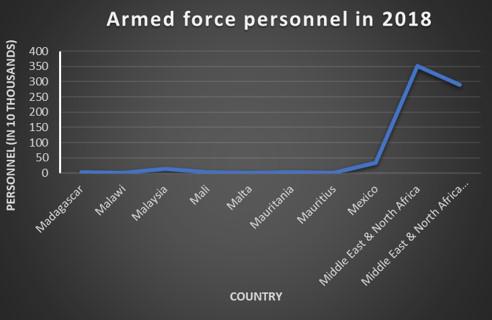 Armed force personnel in 2018
PERSONNEL (IN 10 THOUSANDS)
400
350
300
250
200
150
100
50
0
Madagascar
Malawi
Malaysia
Mali
Malta
Mauritania
Mauritius
Mexico
Middle East & North Africa
Middle East & North Africa…
COUNTRY